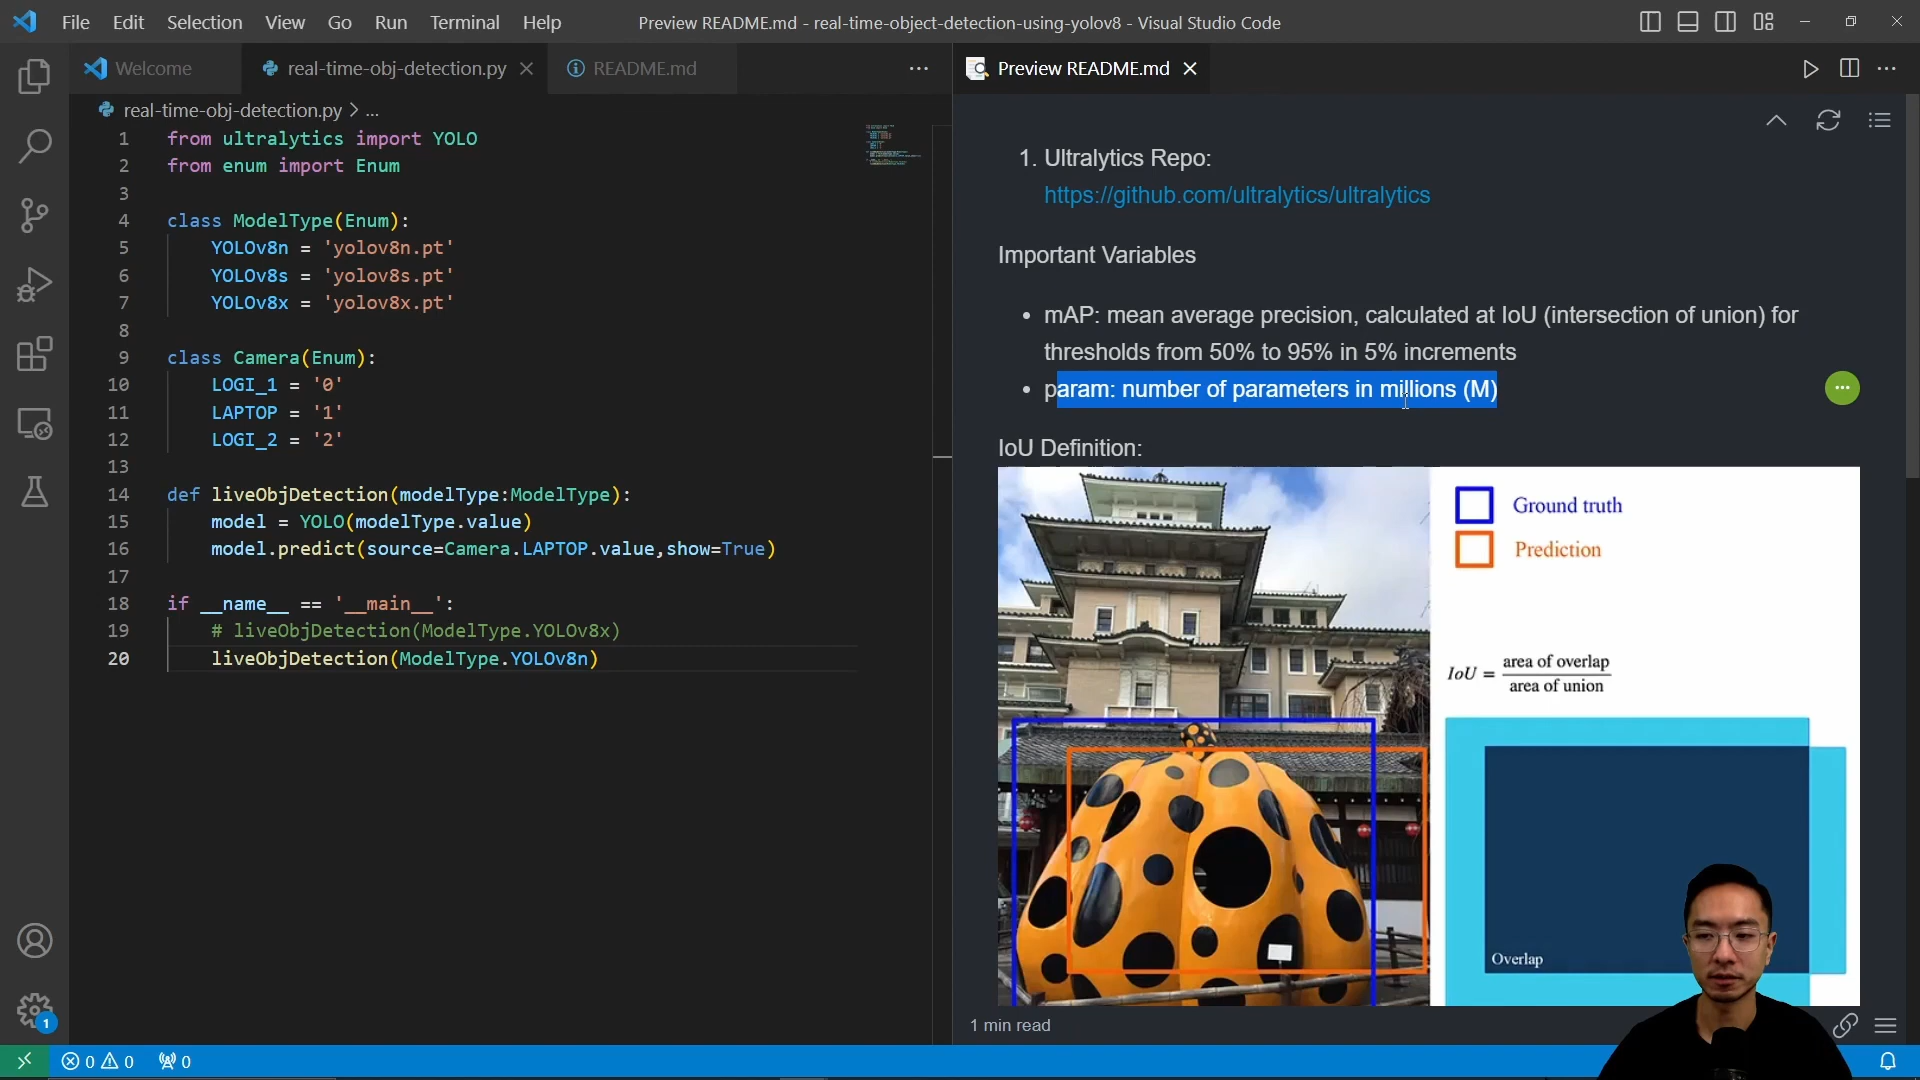 File Edit Selection View Go Run Terminal Help
Preview README.md - real-time-object-detection-using-yolov8 - Visual Studio Code
Welcome
real-time-obj-detection.py
README.md
real-time-obj-detection.py > ...
1 from ultralytics import YOLO
2 from enum import Enum
3
4 class ModelType(Enum):
5 YOLOv8n = 'yolov8n.pt'
6 YOLOv8s = 'yolov8s.pt'
7 YOLOv8x = 'yolov8x.pt'
8
9 class Camera(Enum):
10 LOGI_1 = '0'
11 LAPTOP = '1'
12 LOGI_2 = '2'
13
14 def liveObjDetection(modelType:ModelType):
15 model = YOLO(modelType.value)
16 model.predict(source=Camera.LAPTOP.value,show=True)
17
18 if __name__ == '__main__':
19 # liveObjDetection(ModelType.YOLOv8x)
20 liveObjDetection(ModelType.YOLOv8n)
Preview README.md
1. Ultralytics Repo:
https://github.com/ultralytics/ultralytics
Important Variables
• mAP: mean average precision, calculated at IoU (intersection of union) for
thresholds from 50% to 95% in 5% increments
• param: number of parameters in millions (M)
IoU Definition:
Ground truth
Prediction
IoU = area of overlap
area of union
Overlap
1 min read
1
0 0 0